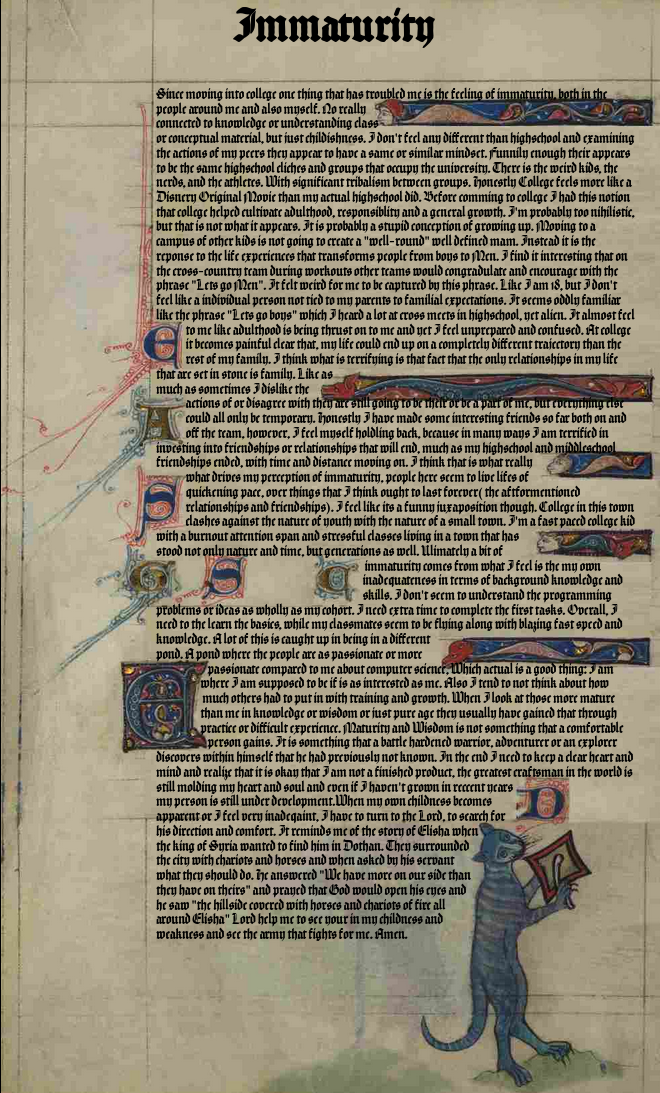 Immaturity
Since moving into college one thing that has troubled me is the feeling of immaturity, both in the
people around me and also myself. No really
connected to knowledge or understanding class
or conceptual material, but just childishness. I don't feel any different than highschool and examining
the actions of my peers they appear to have a same or similar mindset. Funnily enough their appears
to be the same highschool cliches and groups that occupy the university. There is the weird kids, the
nerds, and the athletes. With significant tribalism between groups. Honestly College feels more like a
Disnery Original Movie than my actual highschool did. Before comming to college I had this notion
that college helped cultivate adulthood, responsiblity and a general growth. I'm probably too nihilistic,
but that is not what it appears. It is probably a stupid conception of growing up. Moving to a
campus of other kids is not going to create a "well-round" well defined mam. Instead it is the
reponse to the life experiences that transforms people from boys to Men. I find it interesting that on
the cross-country team during workouts other teams would congradulate and encourage with the
phrase "Lets go Men". It felt weird for me to be captured by this phrase. Like I am 18, but I don't
feel like a individual person not tied to my parents to familial expectations. It seems oddly familiar
like the phrase "Lets go boys" which I heard a lot at cross meets in highschool, yet alien. It almost feel
e to me like adulthood is being thrust on to me and yet I feel unprepared and confused. At college
it becomes painful clear that, my life could end up on a completely different trajectory than the
rest of my family. I think what is terrifying is that fact that the only relationships in my life
that are set in stone is family. Like as
much as sometimes I dislike the
A actions of or disagree with they are still going to be their or be a part of me, but everything else
could all only be temporary. Honestly I have made some interesting friends so far both on and
off the team, however, I feel myself holdling back, because in many ways I am terrified in
investing into friendships or relationships that will end, much as my highschool and middleschool
friendships ended, with time and distance moving on. I think that is what really
P what drives my perception of immaturity, people here seem to live lifes of
quickening pace, over things that I think ought to last forever( the aftformentioned
relationships and friendships). I feel like its a funny juxaposition though. College in this town
clashes against the nature of youth with the nature of a small town. I'm a fast paced college kid
with a burnout attention span and stressful classes living in a town that has
stood not only nature and time, but generations as well. Ulimately a bit of
immaturity comes from what I feel is the my own
S
inadequateness in terms of background knowledge and
skills. I don't seem to understand the programming
problems or ideas as wholly as my cohort. I need extra time to complete the first tasks. Overall, I
need to the learn the basics, while my classmates seem to be flying along with blazing fast speed and
knowledge. A lot of this is caught up in being in a different
pond. A pond where the people are as passionate or more
passionate compared to me about computer science. Which actual is a good thing: I am
where I am supposed to be if is as interested as me. Also I tend to not think about how
much others had to put in with training and growth. When I look at those more mature
than me in knowledge or wisdom or just pure age they usually have gained that through
practice or difficult experience. Maturity and Wisdom is not something that a comfortable
person gains. It is something that a battle hardened warrior, adventurer or an explorer
discovers within himself that he had previously not known. In the end I need to keep a clear heart and
mind and realize that it is okay that I am not a finished product, the greatest craftsman in the world is
still molding my heart and soul and even if I haven't grown in recent years
my person is still under development.When my own childness becomes
D
apparent or I feel very inadeqaint, I have to turn to the Lord, to search for
his direction and comfort. It reminds me of the story of Elisha when
the king of Syria wanted to find him in Dothan. They surrounded
the city with chariots and horses and when asked by his servant
what they should do. He answered "We have more on our side than
they have on theirs" and prayed that God would open his eyes and
he saw "the hillside covered with horses and chariots of fire all
around Elisha" Lord help me to see your in my childness and
weakness and see the army that fights for me. Amen.